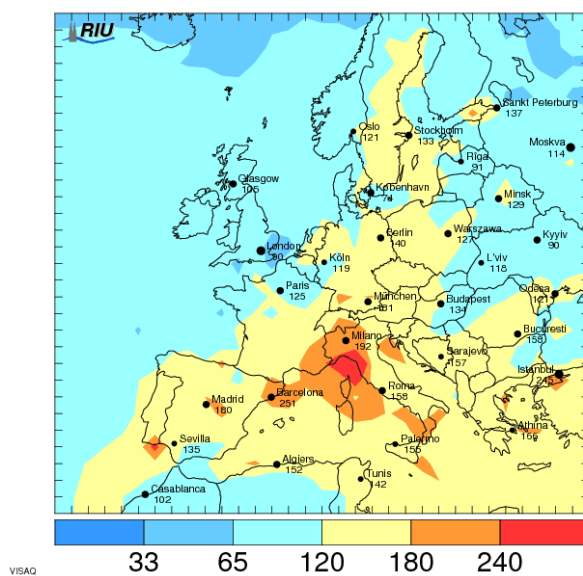 RIU
Sankt Peterburg
137
Oslo
121
Stockholm
133
Moskva
114
Rīga
91
Glasgow
105
København
Minsk
129
Berlin
140
Warszawa
127
Kyyiv
90
London
Köln
119
L'viv
118
Paris
125
München
Odesa
121
Budapest
134
Bucuresti
158
Milano
192
Sarajevo
157
Istanbul
245
Barcelona
251
Roma
158
Madrid
180
Athina
Sevilla
135
Palermo
155
Algiers
152
Tunis
142
Casablanca
102
33 65 120 180 240
VISAQ